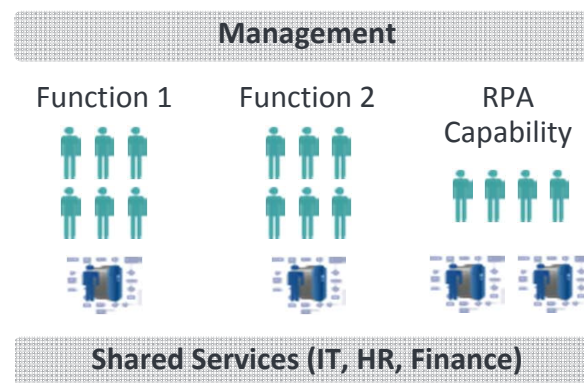 Management
Function 1
Function 2
RPA
Capability
Shared Services (IT, HR, Finance)